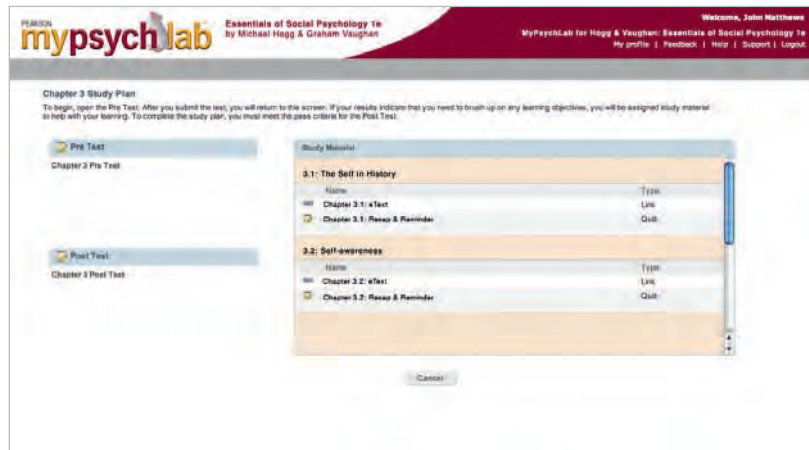 PEARSON
mypsychlab
Essentials of Social Psychology 1e
by Michael Hogg & Graham Vaughan
Welcome, John Matthews
MyPsychLab for Hogg & Vaughan: Essentials of Social Psychology 1e
My profile | Feedback | Help | Support | Logout
Chapter 3 Study Plan
To begin, open the Pre Test. After you submit the test, you will return to this screen. If your results indicate that you need to brush up on any learning objectives, you will be assigned study material
to help with your learning. To complete the study plan, you must meet the pass criteria for the Post Test.
Pre Test
Chapter 3 Pre Test
Post Test
Chapter 3 Post Test
Study Material
3.1: The Self in History
Name Type
Chapter 3.1: eText Link
Chapter 3.1: Recap & Reminder Quiz
3.2: Self-awareness
Name Type
Chapter 3.2: eText Link
Chapter 3.2: Recap & Reminder Quiz
Cancel